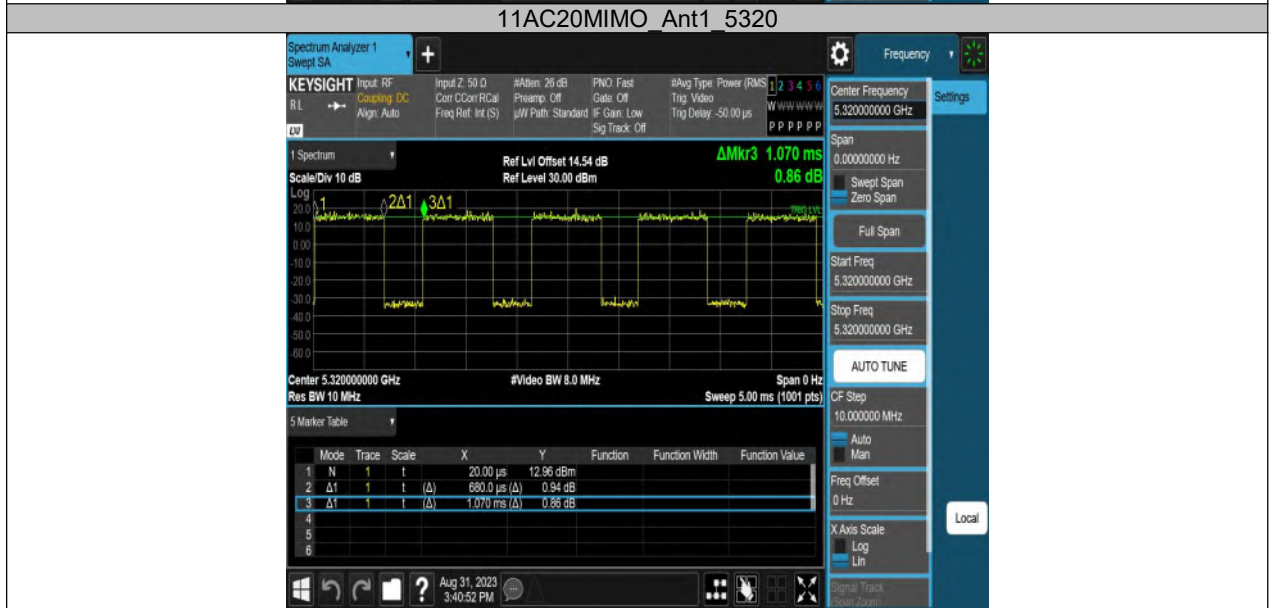 11AC20MIMO_Ant1_5320
Spectrum Analyzer 1
Swept SA
+
Frequency
KEYSIGHT
RL
LXI
Input: RF
Coupling: DC
Align: Auto
Input Z: 50 Ω
Corr CCorr RCal
Freq Ref: Int (S)
#Atten: 26 dB
Preamp: Off
µW Path: Standard
PNO: Fast
Gate: Off
IF Gain: Low
Sig Track: Off
#Avg Type: Power (RMS
Trig: Video
Trig Delay: -50.00 µs
1 2 3 4 5 6
W W W W W W
P P P P P P
Center Frequency
5.320000000 GHz
Settings
Span
0.00000000 Hz
Swept Span
Zero Span
Full Span
Start Freq
5.320000000 GHz
Stop Freq
5.320000000 GHz
AUTO TUNE
CF Step
10.000000 MHz
Auto
Man
Freq Offset
0 Hz
X Axis Scale
Log
Lin
Signal Track
(Span Zoom)
Local
1 Spectrum
Scale/Div 10 dB
Ref Lvl Offset 14.54 dB
Ref Level 30.00 dBm
ΔMkr3 1.070 ms
0.86 dB
Log
1
2Δ1
3Δ1
TRIG LVL
20.0
10.0
0.00
-10.0
-20.0
-30.0
-40.0
-50.0
-60.0
Center 5.320000000 GHz
#Video BW 8.0 MHz
Span 0 Hz
Res BW 10 MHz
Sweep 5.00 ms (1001 pts)
5 Marker Table
Mode Trace Scale X Y Function Function Width Function Value
1 N 1 t 20.00 µs 12.96 dBm
2 Δ1 1 t (Δ) 680.0 µs (Δ) 0.94 dB
3 Δ1 1 t (Δ) 1.070 ms (Δ) 0.86 dB
4
5
6
?
Aug 31, 2023
3:40:52 PM